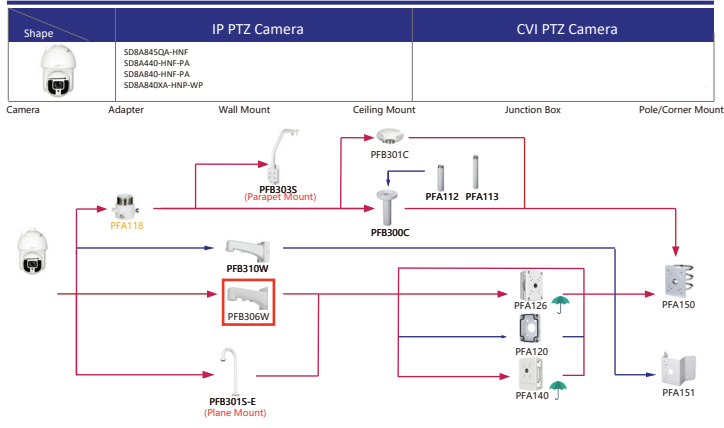 Shape
IP PTZ Camera
CVI PTZ Camera
SD8A845QA-HNF
SD8A440-HNF-PA
SD8A840-HNF-PA
SD8A840XA-HNP-WP
Camera
Adapter
Wall Mount
Ceiling Mount
Junction Box
Pole/Corner Mount
PFB301C
PFB303S
(Parapet Mount)
PFA112
PFA113
PFA118
PFB300C
PFB310W
PFB306W
PFA126
PFA150
PFA120
PFA140
PFA151
PFB301S-E
(Plane Mount)